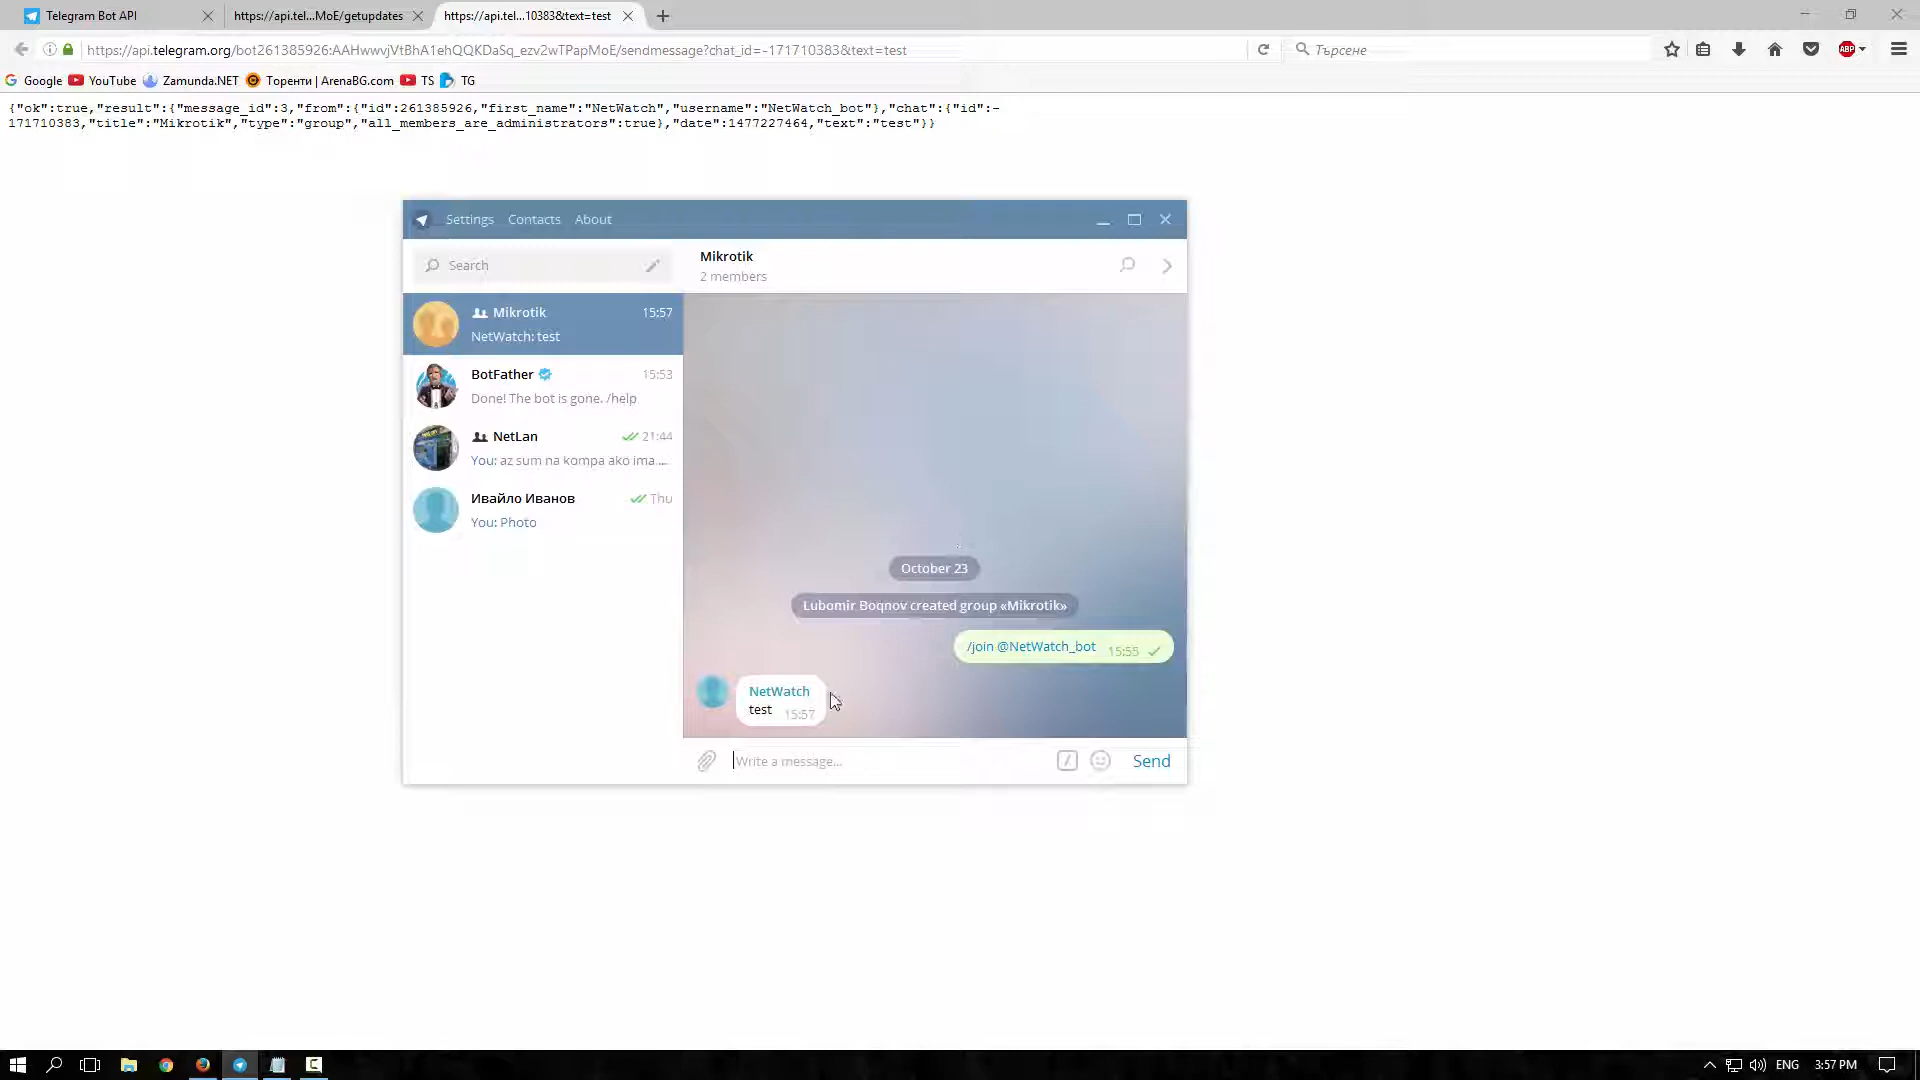 Telegram Bot API
https://api.tel...MoE/getupdates
https://api.tel...10383&text=test
https://api.telegram.org/bot261385926:AAHwwvjVtBhA1ehQQKDaSq_ezv2wTPapMoE/sendmessage?chat_id=-171710383&text=test
Търсене
ABP
Google YouTube Zamunda.NET Торенти | ArenaBG.com TS TG
{"ok":true,"result":{"message_id":3,"from":{"id":261385926,"first_name":"NetWatch","username":"NetWatch_bot"},"chat":{"id":-
171710383,"title":"Mikrotik","type":"group","all_members_are_administrators":true},"date":1477227464,"text":"test"}}
Settings Contacts About
Search
Mikrotik
2 members
Mikrotik 15:57
NetWatch: test
BotFather 15:53
Done! The bot is gone. /help
NetLan 21:44
You: az sum na kompa ako ima...
Ивайло Иванов Thu
You: Photo
October 23
Lubomir Boqnov created group «Mikrotik»
/join @NetWatch_bot 15:55
NetWatch
test 15:57
Write a message...
Send
ENG 3:57 PM